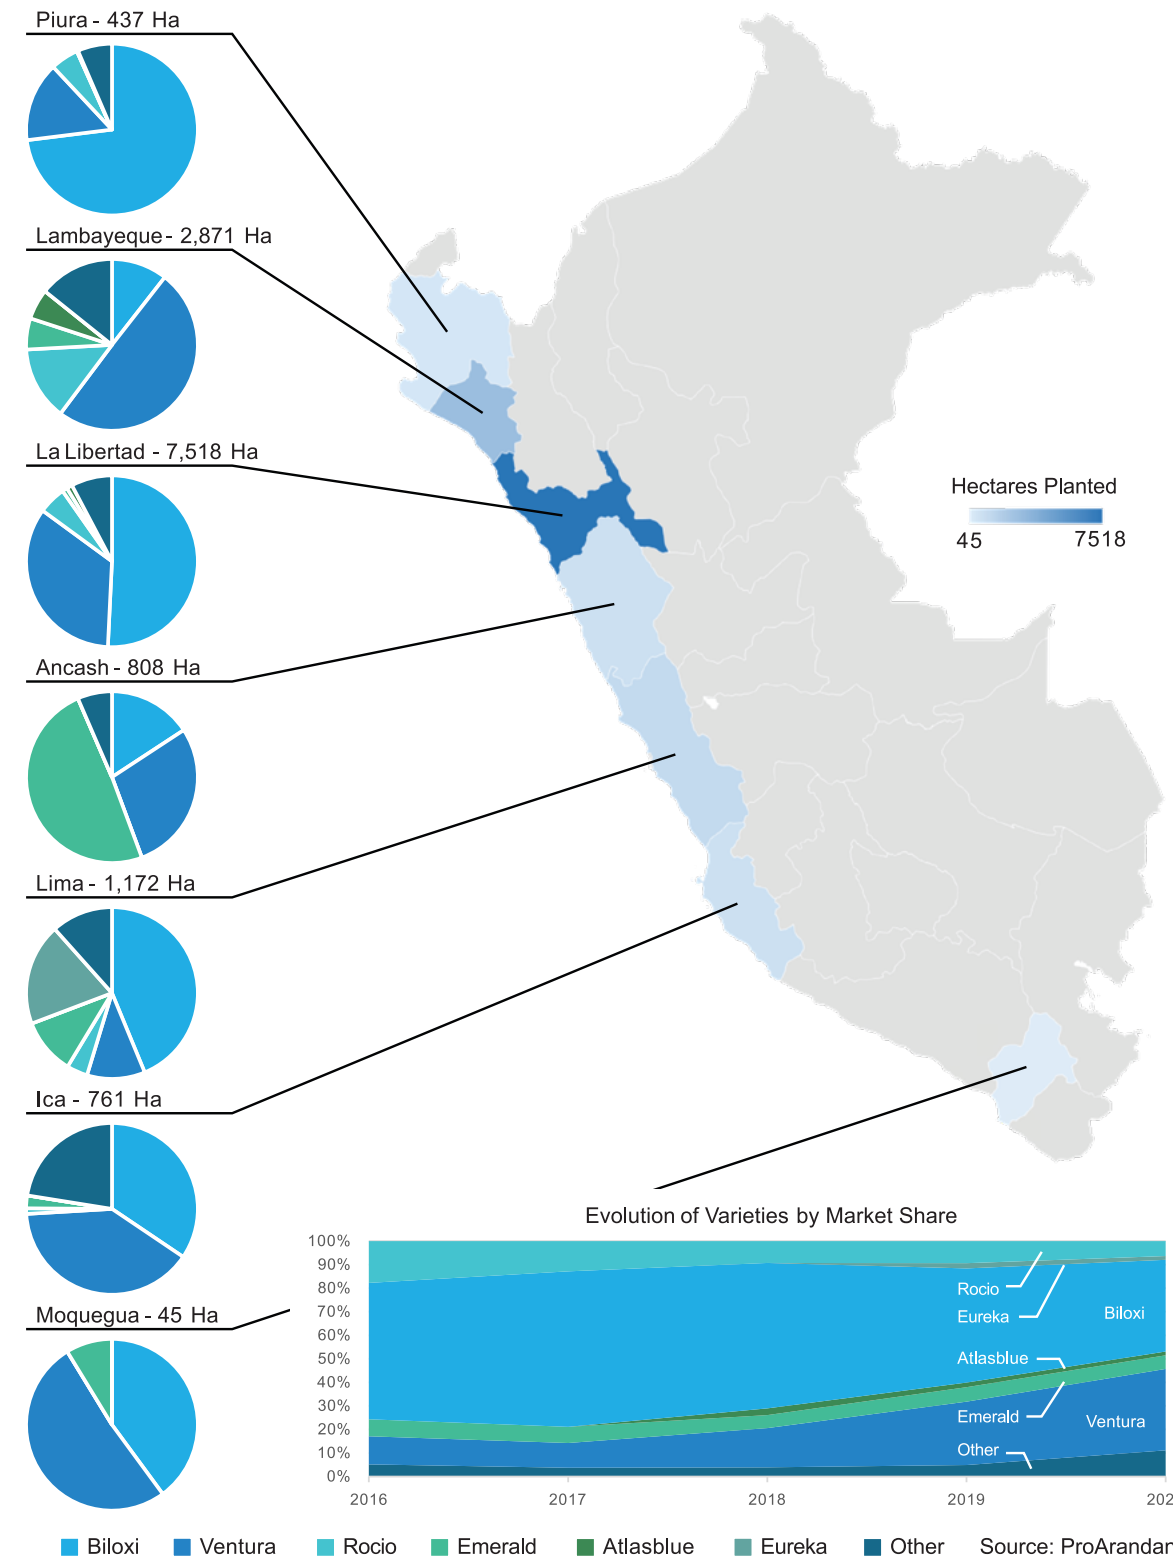 Piura - 437 Ha
Lambayeque - 2,871 Ha
La Libertad - 7,518 Ha
Hectares Planted
45 7518
Ancash - 808 Ha
Lima - 1,172 Ha
Ica - 761 Ha
Moquegua - 45 Ha
Evolution of Varieties by Market Share
100%
90%
80%
70%
60%
50%
40%
30%
20%
10%
0%
Rocio
Eureka
Biloxi
Atlasblue
Emerald
Ventura
Other
2016 2017 2018 2019 202
Biloxi Ventura Rocio Emerald Atlasblue Eureka Other Source: ProArandan